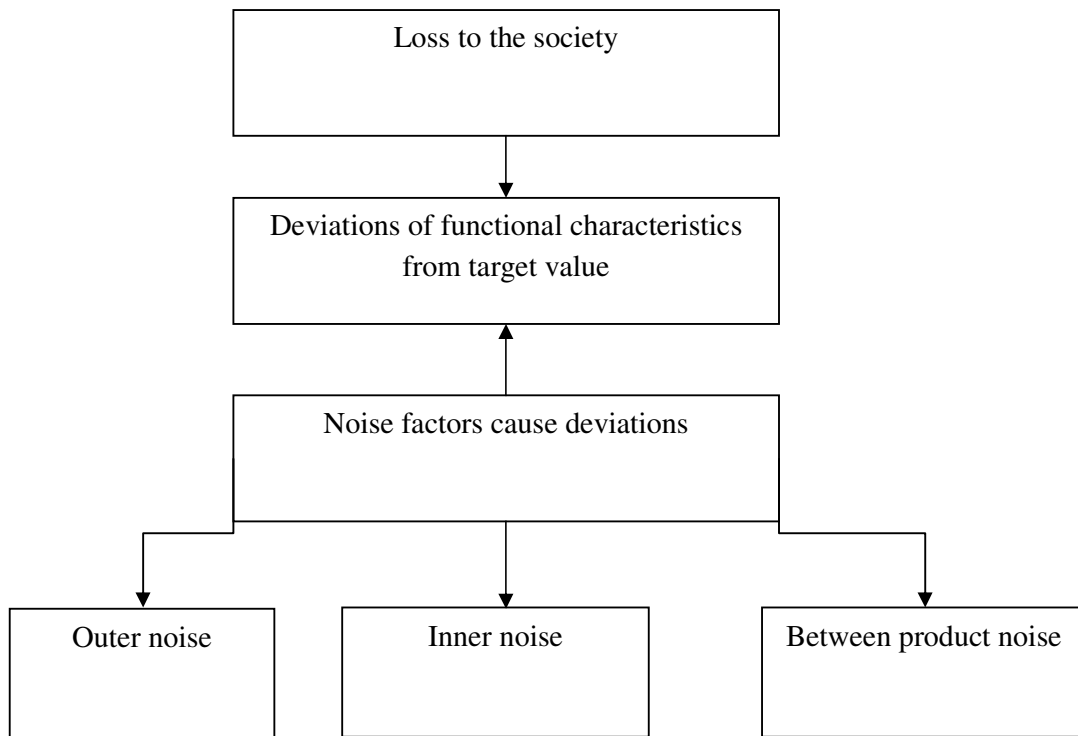 Loss to the society
Deviations of functional characteristics
from target value
Noise factors cause deviations
Outer noise
Inner noise
Between product noise